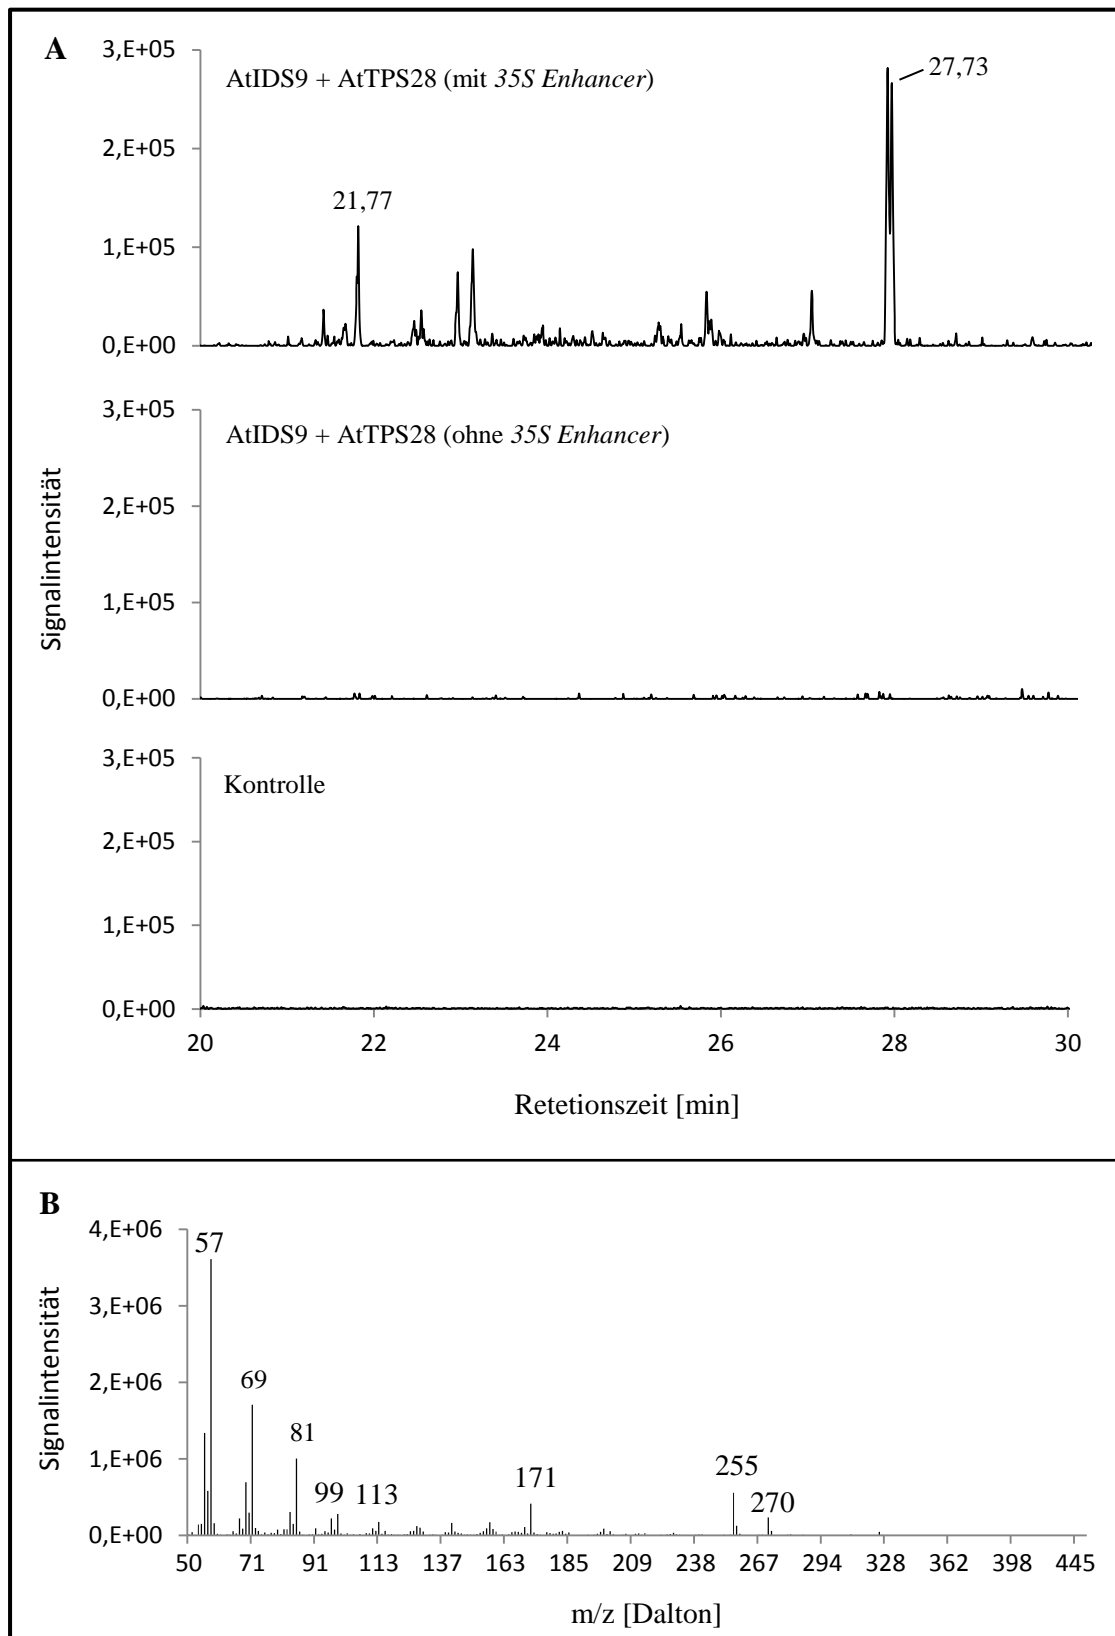 A
3,E+05
2,E+05
1,E+05
0,E+00
AtIDS9 + AtTPS28 (mit 35S Enhancer)
21,77
27,73
3,E+05
2,E+05
1,E+05
0,E+00
AtIDS9 + AtTPS28 (ohne 35S Enhancer)
Signalintensität
3,E+05
2,E+05
1,E+05
0,E+00
Kontrolle
20 22 24 26 28 30
Retetionszeit [min]
B
4,E+06
3,E+06
2,E+06
1,E+06
0,E+00
Signalintensität
57
69
81
99
113
171
255
270
50 71 91 113 137 163 185 209 238 267 294 328 362 398 445
m/z [Dalton]